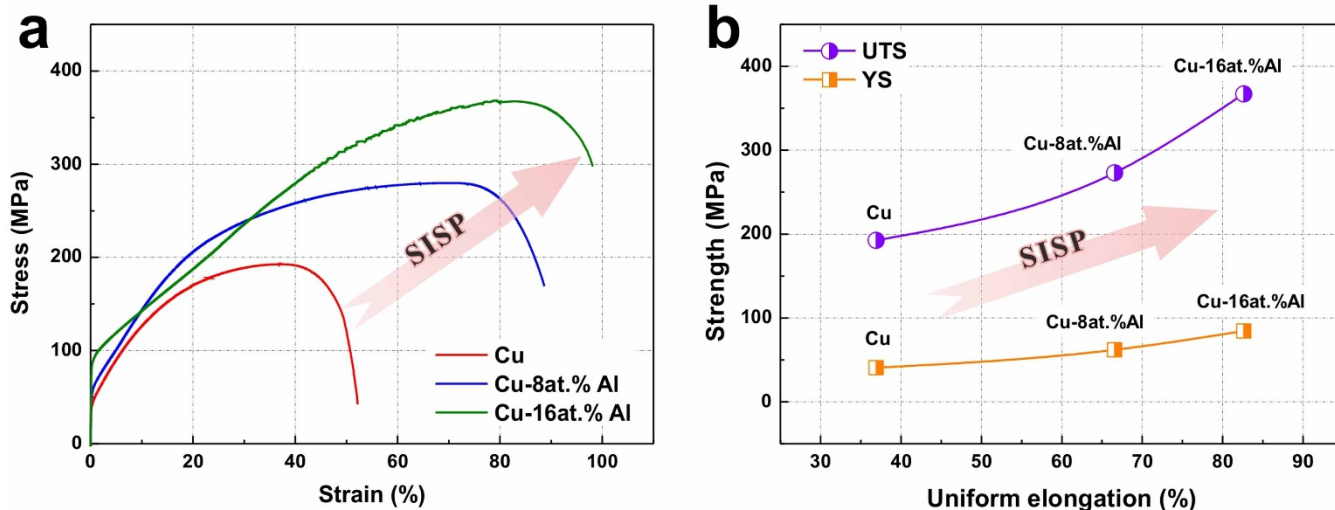 a
Stress (MPa)
400
300
200
100
0
0 20 40 60 80 100
Strain (%)
SISP
Cu
Cu-8at.% Al
Cu-16at.% Al
b
Strength (MPa)
400
300
200
100
0
30 40 50 60 70 80 90
Uniform elongation (%)
UTS
YS
Cu-16at.%Al
Cu-8at.%Al
Cu
SISP
Cu-16at.%Al
Cu-8at.%Al
Cu